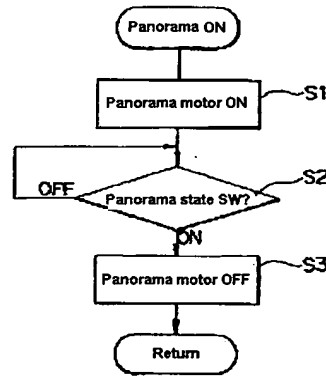 Panorama ON
Panorama motor ON
S1
Panorama state SW?
S2
OFF
ON
Panorama motor OFF
S3
Return